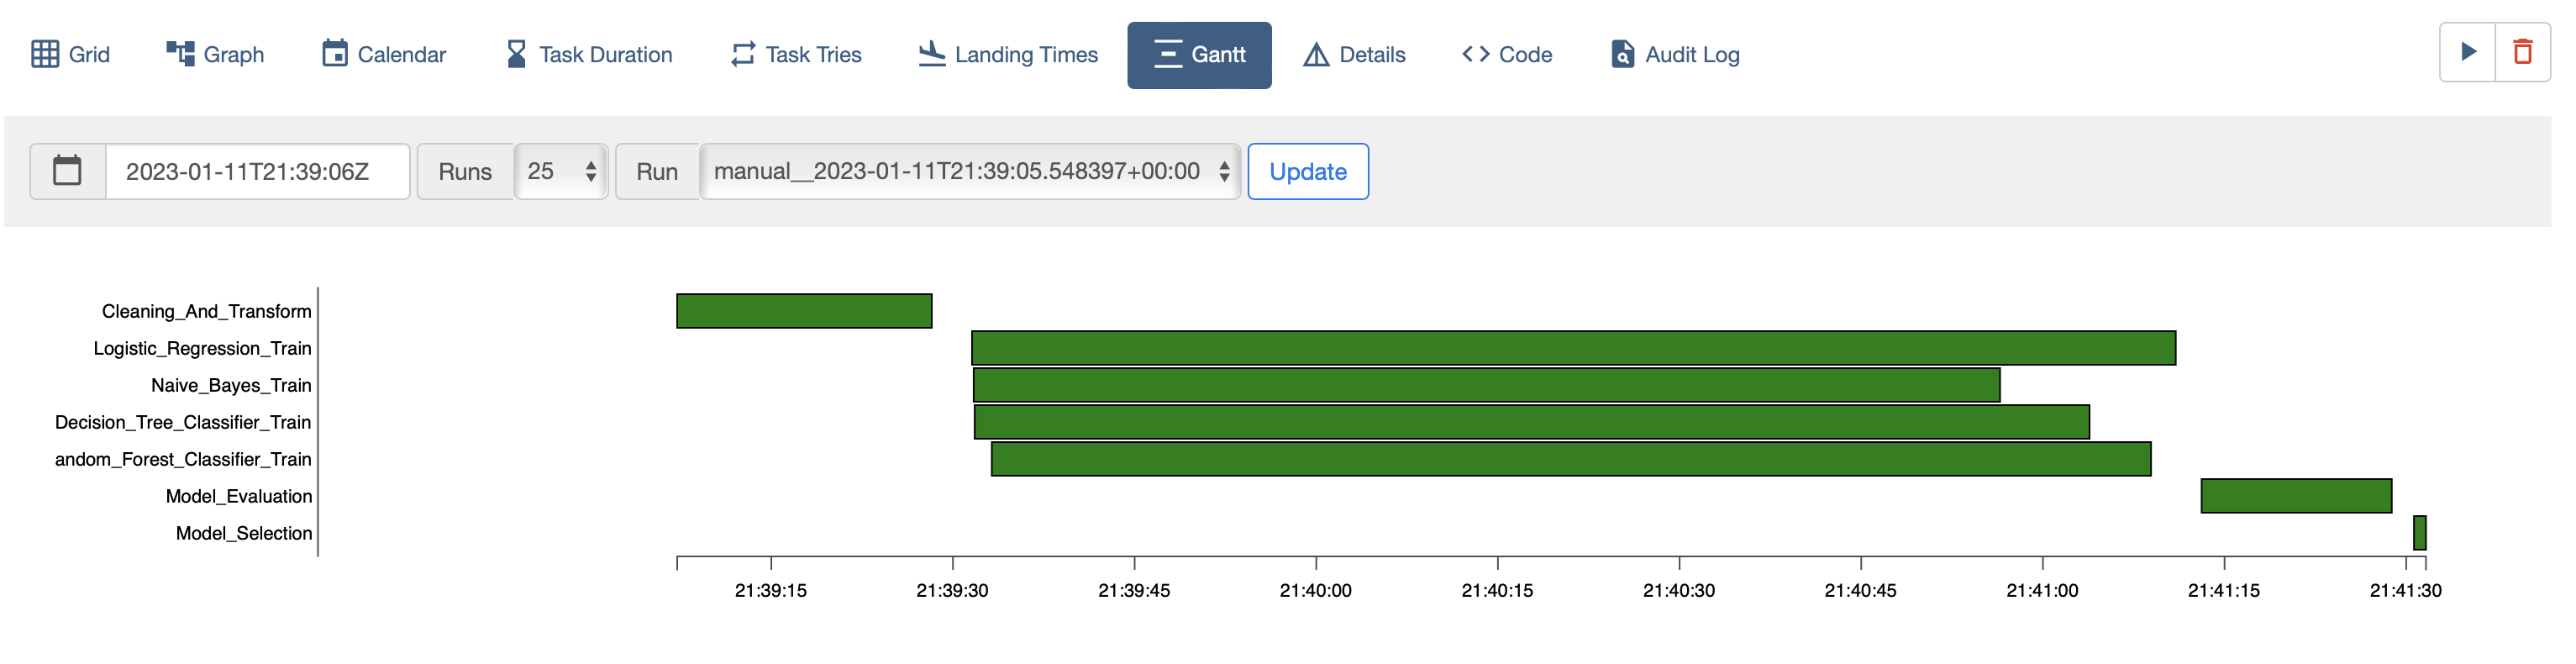 Grid Graph Calendar Task Duration Task Tries Landing Times Gantt Details Code Audit Log
2023-01-11T21:39:06Z Runs 25 Run manual__2023-01-11T21:39:05.548397+00:00 Update
Cleaning_And_Transform
Logistic_Regression_Train
Naive_Bayes_Train
Decision_Tree_Classifier_Train
andom_Forest_Classifier_Train
Model_Evaluation
Model_Selection
21:39:15 21:39:30 21:39:45 21:40:00 21:40:15 21:40:30 21:40:45 21:41:00 21:41:15 21:41:30